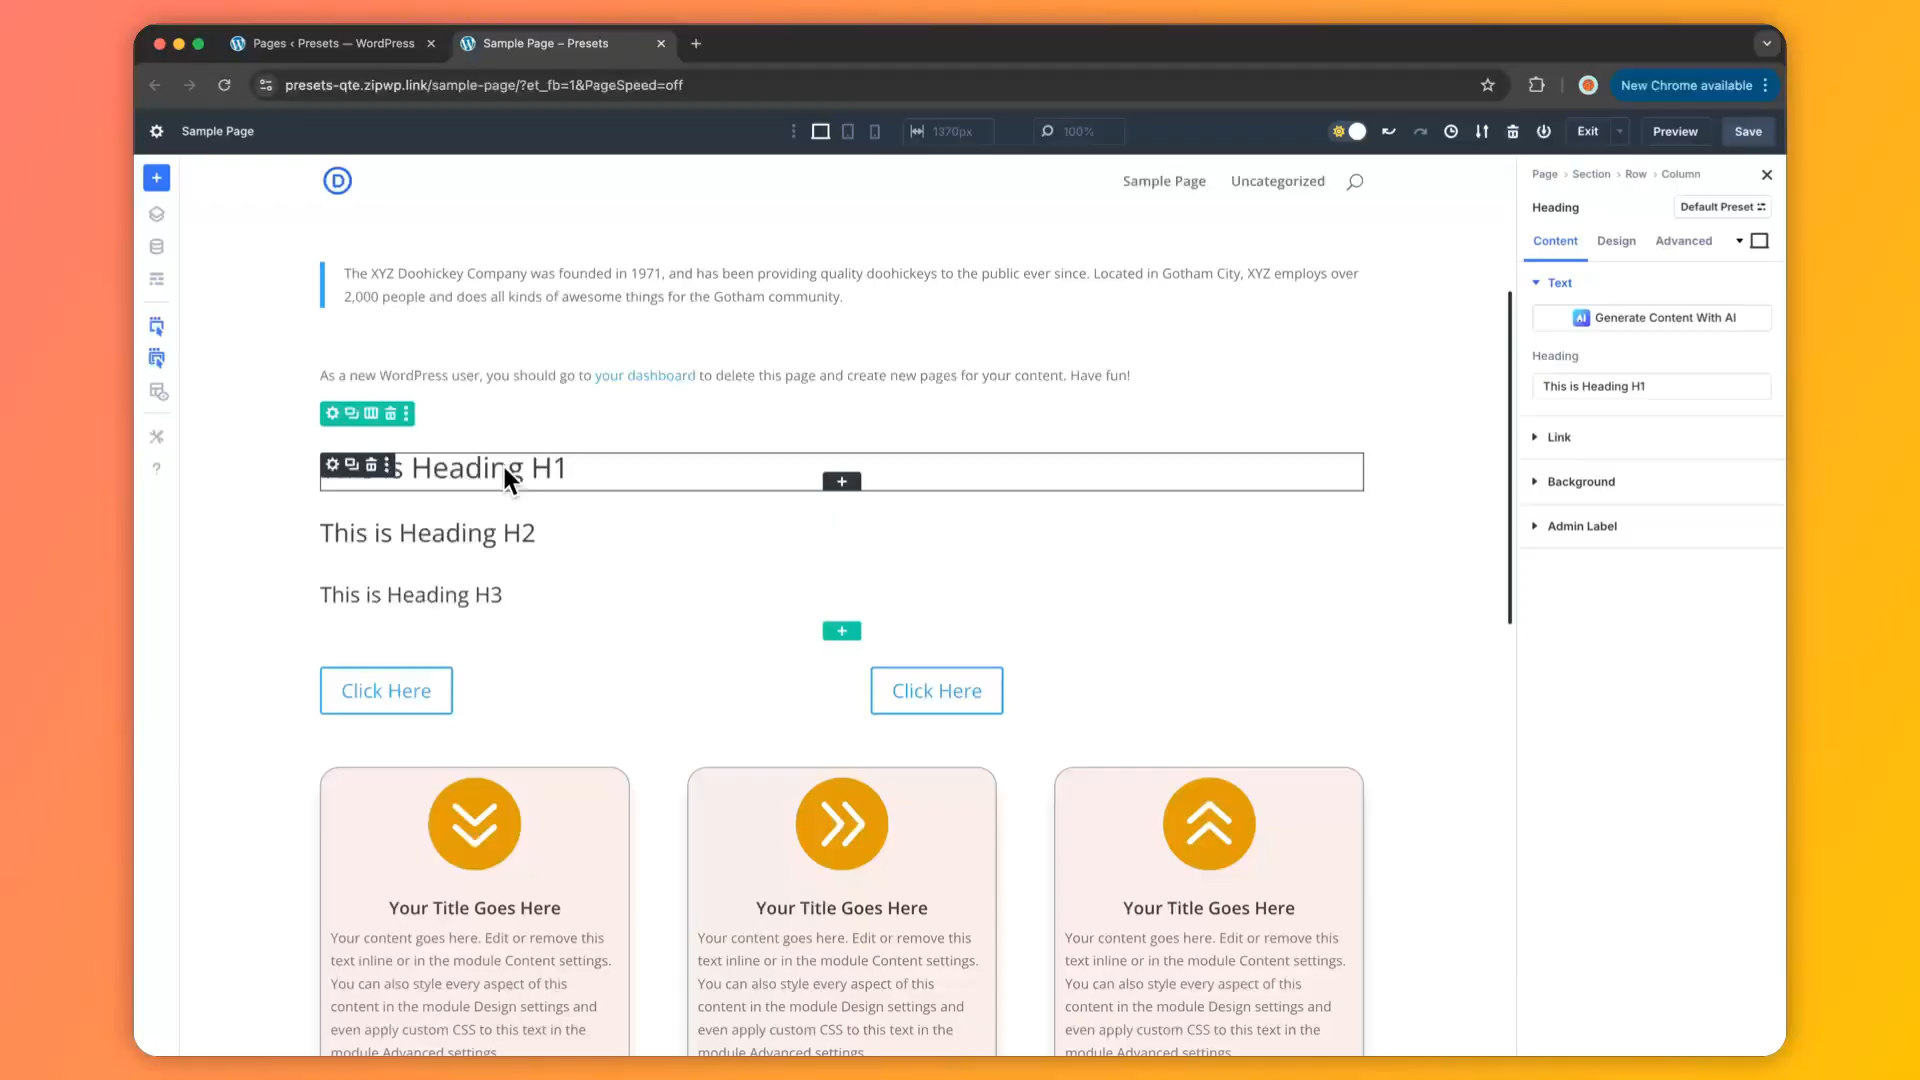 Pages ‹ Presets — WordPress
Sample Page – Presets
presets-qte.zipwp.link/sample-page/?et_fb=1&PageSpeed=off
New Chrome available
Sample Page
1370px
100%
Exit
Preview
Save
D
Sample Page
Uncategorized
Page › Section › Row › Column
Heading
Default Preset
Content
Design
Advanced
Text
AI Generate Content With AI
Heading
This is Heading H1
Link
Background
Admin Label
The XYZ Doohickey Company was founded in 1971, and has been providing quality doohickeys to the public ever since. Located in Gotham City, XYZ employs over
2,000 people and does all kinds of awesome things for the Gotham community.
As a new WordPress user, you should go to your dashboard to delete this page and create new pages for your content. Have fun!
s Heading H1
This is Heading H2
This is Heading H3
Click Here
Click Here
Your Title Goes Here
Your content goes here. Edit or remove this
text inline or in the module Content settings.
You can also style every aspect of this
content in the module Design settings and
even apply custom CSS to this text in the
module Advanced settings.
Your Title Goes Here
Your content goes here. Edit or remove this
text inline or in the module Content settings.
You can also style every aspect of this
content in the module Design settings and
even apply custom CSS to this text in the
module Advanced settings.
Your Title Goes Here
Your content goes here. Edit or remove this
text inline or in the module Content settings.
You can also style every aspect of this
content in the module Design settings and
even apply custom CSS to this text in the
module Advanced settings.